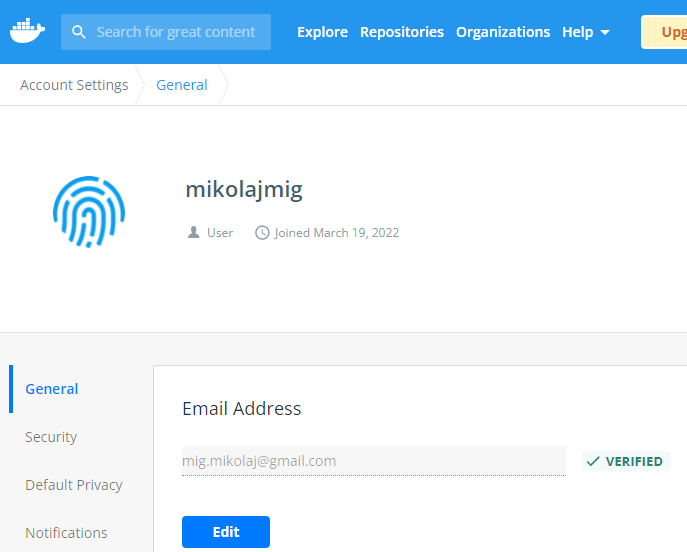 Search for great content Explore Repositories Organizations Help Upg
Account Settings General
mikolajmig
User Joined March 19, 2022
General
Email Address
Security
mig.mikolaj@gmail.com VERIFIED
Default Privacy
Notifications
Edit